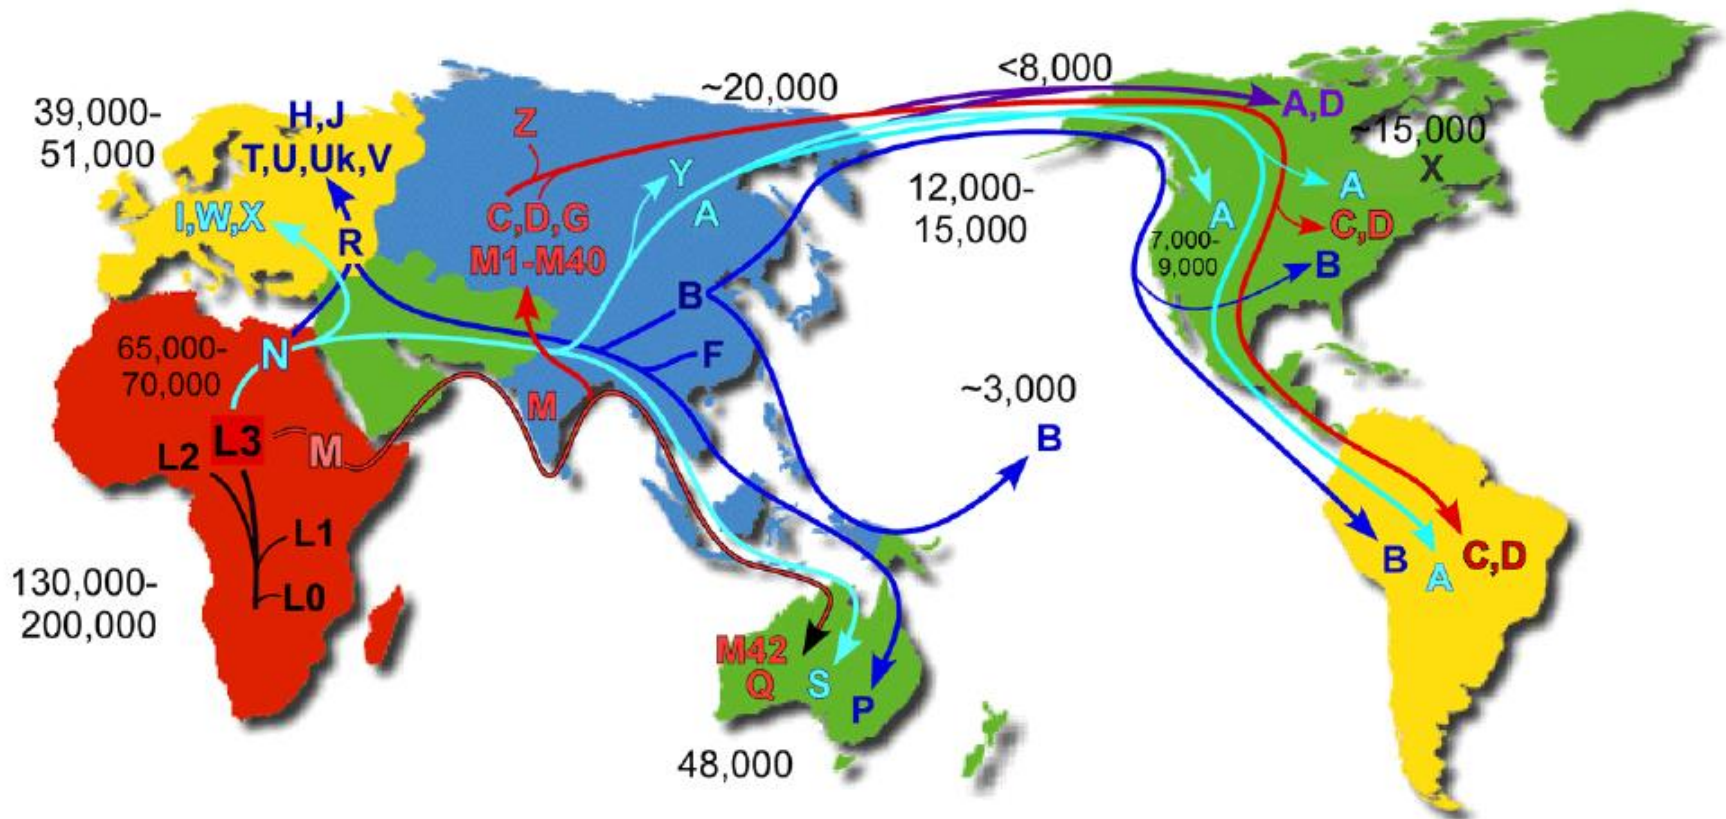 39,000-
51,000
H,J
T,U,Uk,V
I,W,X
R
~20,000
<8,000
Z
Y
A
C,D,G
M1-M40
B
F
M
12,000-
15,000
A,D
~15,000
X
A
A
C,D
7,000-
9,000
B
65,000-
70,000
N
L3
L2
M
L1
L0
130,000-
200,000
~3,000
B
B
A
C,D
M42
Q
S
P
48,000